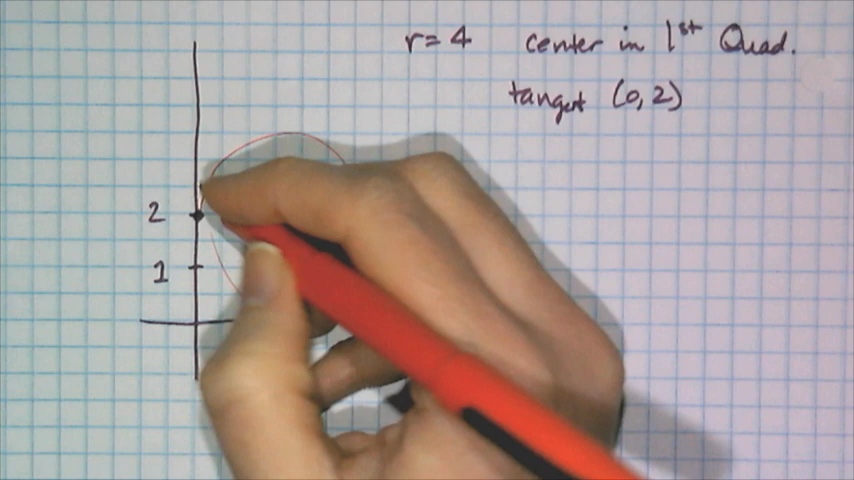 r = 4 center in 1st Quad.
tangent (0, 2)
2
1